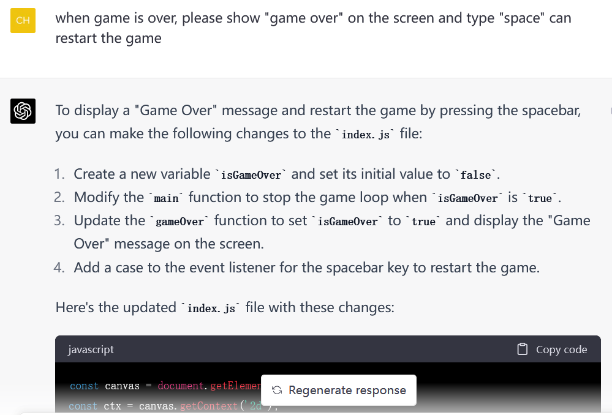 CH
when game is over, please show "game over" on the screen and type "space" can
restart the game
To display a "Game Over" message and restart the game by pressing the spacebar,
you can make the following changes to the `index.js` file:
1. Create a new variable `isGameOver` and set its initial value to `false`.
2. Modify the `main` function to stop the game loop when `isGameOver` is `true`.
3. Update the `gameOver` function to set `isGameOver` to `true` and display the "Game
Over" message on the screen.
4. Add a case to the event listener for the spacebar key to restart the game.
Here's the updated `index.js` file with these changes:
javascript Copy code
const canvas = document.getElemen
Regenerate response
const ctx = canvas.getContext('2d');